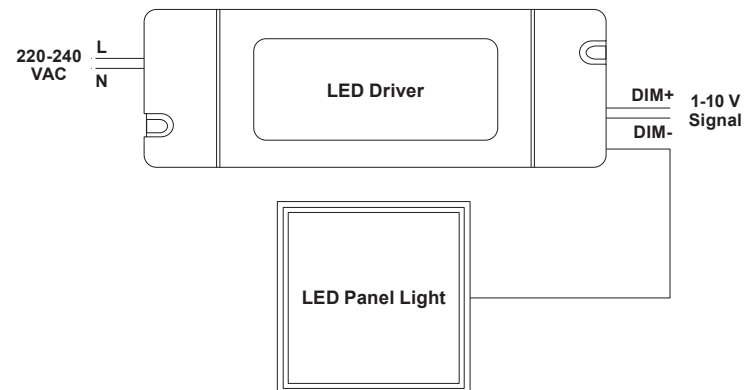 220-240
VAC
L
N
LED Driver
DIM+
DIM-
1-10 V
Signal
LED Panel Light